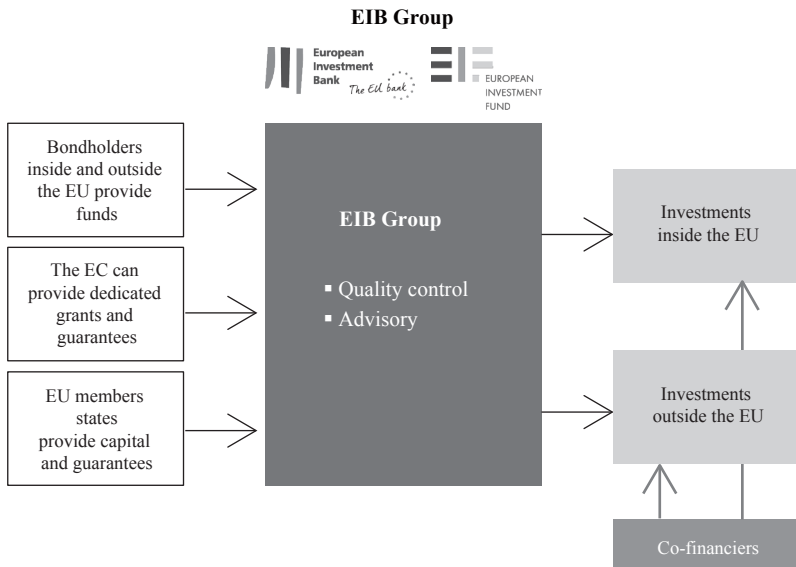 EIB Group
European
Investment
Bank
The EU bank
EUROPEAN
INVESTMENT
FUND
Bondholders
inside and outside
the EU provide
funds
The EC can
provide dedicated
grants and
guarantees
EU members
states
provide capital
and guarantees
EIB Group
▪ Quality control
▪ Advisory
Investments
inside the EU
Investments
outside the EU
Co-financiers